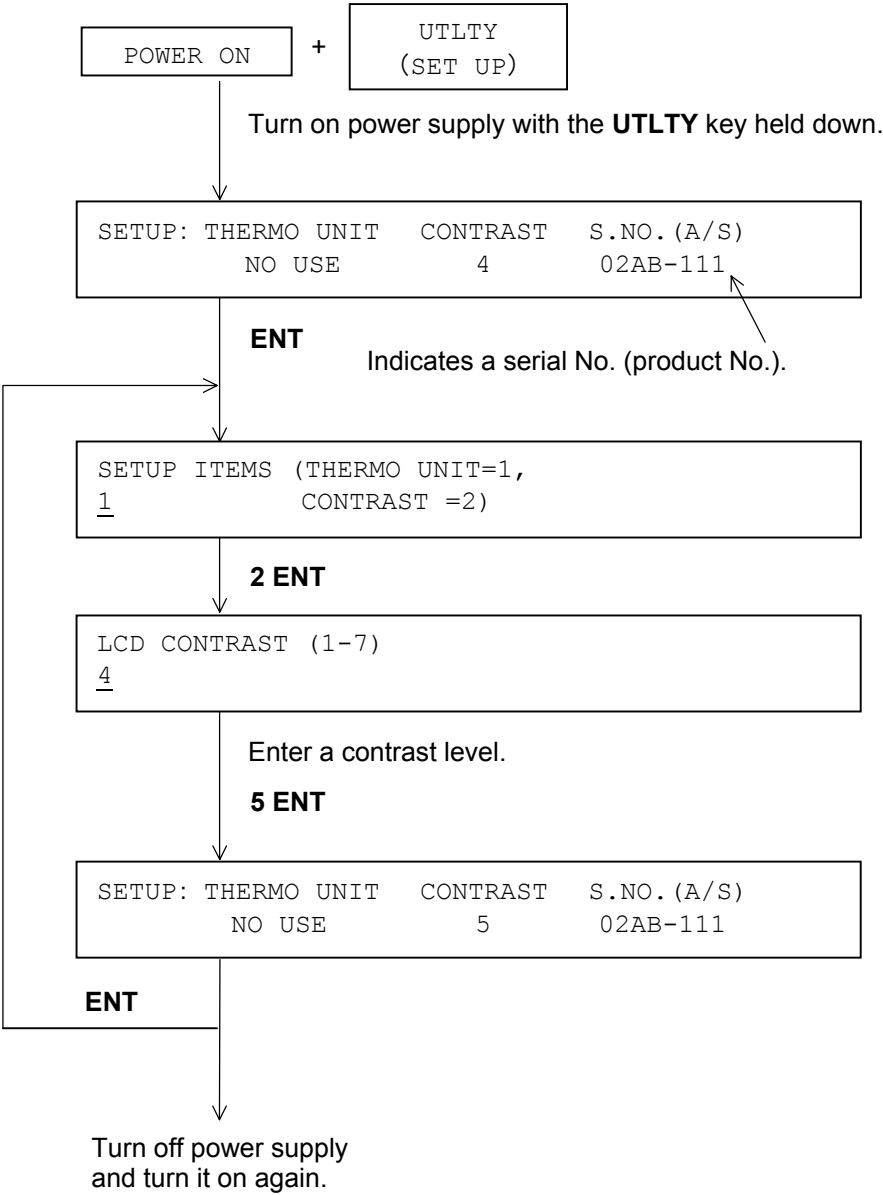 POWER ON
+
UTLTY
(SET UP)
Turn on power supply with the UTLTY key held down.
SETUP: THERMO UNIT CONTRAST S.NO.(A/S)
NO USE 4 02AB-111
ENT
Indicates a serial No. (product No.).
SETUP ITEMS (THERMO UNIT=1,
1 CONTRAST =2)
2 ENT
LCD CONTRAST (1-7)
4
Enter a contrast level.
5 ENT
SETUP: THERMO UNIT CONTRAST S.NO.(A/S)
NO USE 5 02AB-111
ENT
Turn off power supply
and turn it on again.